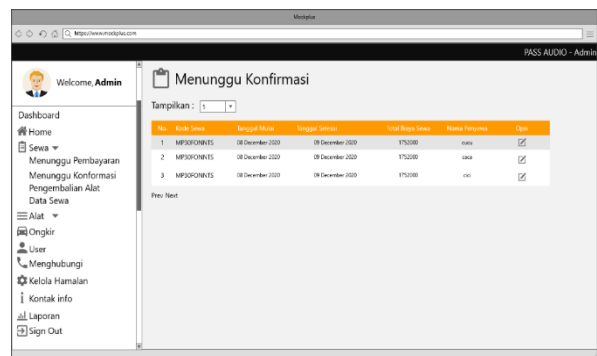 Mockplus
https://www.mockplus.com
PASS AUDIO - Admin
Welcome, Admin
Dashboard
Home
Sewa
Menunggu Pembayaran
Menunggu Konformasi
Pengembalian Alat
Data Sewa
Alat
Ongkir
User
Menghubungi
Kelola Hamalan
Kontak info
Laporan
Sign Out
Menunggu Konfirmasi
Tampilkan : 5
No. Kode Sewa Tanggal Mulai Tanggal Selesai Total Biaya Sewa Nama Penyewa Opsi
1 MP30FONNTS 08 December 2020 09 December 2020 1752000
2 MP30FONNTS 08 December 2020 09 December 2020 1752000 caca
3 MP30FONNTS 08 December 2020 09 December 2020 1752000 cici
Prev Next